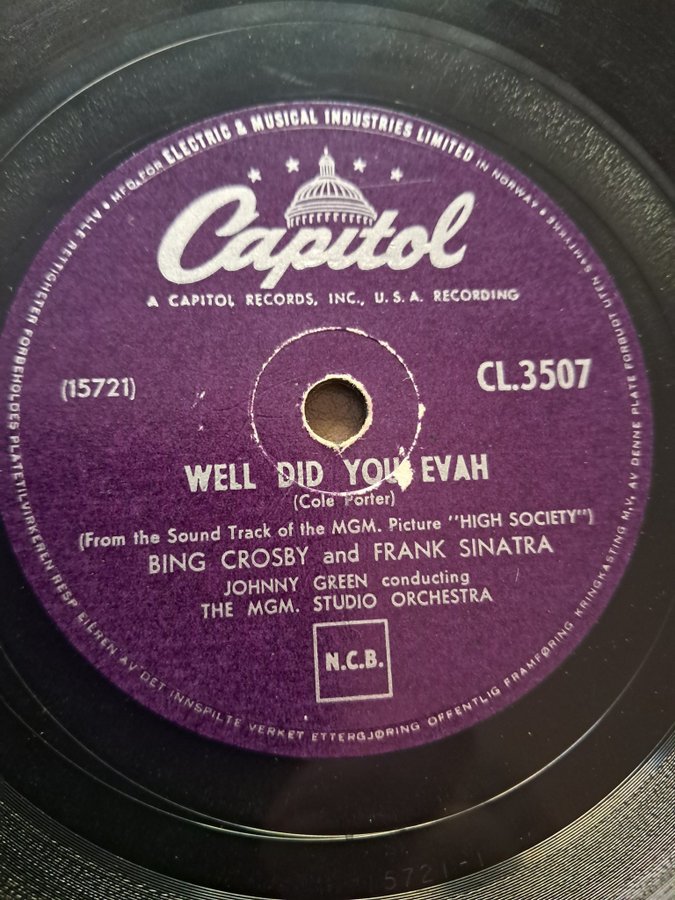 MFD. FOR ELECTRIC & MUSICAL INDUSTRIES LIMITED IN NORWAY
Capitol
A CAPITOL RECORDS, INC., U.S.A. RECORDING
(15721)
CL.3507
WELL DID YOU EVAH
(Cole Porter)
(From the Sound Track of the MGM. Picture "HIGH SOCIETY")
BING CROSBY and FRANK SINATRA
JOHNNY GREEN conducting
THE MGM. STUDIO ORCHESTRA
N.C.B.
ALLE RETTIGHETER FORBEHOLDES PLATETILVIRKEREN RESP EIEREN AV DET INNSPILTE VERKET ETTERGJØRING OFFENTLIG FRAMFØRING KRINGKASTING M.V. AV DENNE PLATE FORBUDT UTEN SAMTYKKE
5721-1